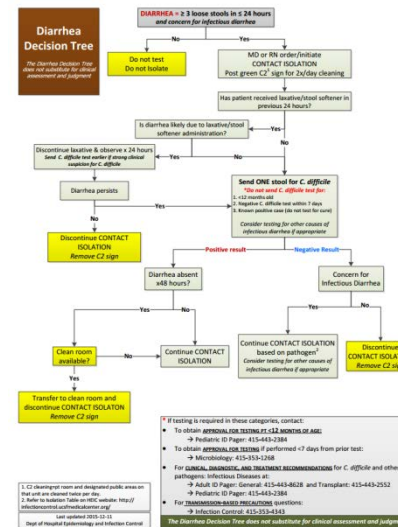 Diarrhea
Decision Tree
The Diarrhea Decision Tree
does not substitute for clinical
assessment and judgment
DIARRHEA = ≥ 3 loose stools in ≤ 24 hours
and concern for infectious diarrhea
No
Yes
Do not test
Do not Isolate
MD or RN order/initiate
CONTACT ISOLATION
Post green C2¹ sign for 2x/day cleaning
Has patient received laxative/stool softener in
previous 24 hours?
Yes
No
Is diarrhea likely due to laxative/stool
softener administration?
Yes
No
Discontinue laxative & observe x 24 hours
Send C. difficile test earlier if strong clinical
suspicion for C. difficile
Diarrhea persists
Yes
No
Discontinue CONTACT
ISOLATION
Remove C2 sign
Send ONE stool for C. difficile
*Do not send C. difficile test for:
1. <12 months old
2. Negative C. difficile test within 7 days
3. Known positive case (do not test for cure)
Consider testing for other causes of
infectious diarrhea if appropriate
Positive result
Negative Result
Diarrhea absent
x48 hours?
Concern for
Infectious Diarrhea
Yes
No
Yes
No
Clean room
available?
No
Continue CONTACT
ISOLATION
Continue CONTACT ISOLATION
based on pathogen²
Consider testing for other causes of
infectious diarrhea if appropriate
Discontinue
CONTACT ISOLA
Remove C2 sig
Yes
Transfer to clean room and
discontinue CONTACT ISOLATON
Remove C2 sign
* If testing is required in these categories, contact:
• To obtain APPROVAL FOR TESTING PT <12 MONTHS OF AGE:
→ Pediatric ID Pager: 415-443-2384
• To obtain APPROVAL FOR TESTING if performed <7 days from prior test:
→ Microbiology: 415-353-1268
• For CLINICAL, DIAGNOSTIC, AND TREATMENT RECOMMENDATIONS for C. difficile and other
pathogens: Infectious Diseases at:
→ Adult ID Pager: General: 415-443-8628 and Transplant: 415-443-2552
→ Pediatric ID Pager: 415-443-2384
• For TRANSMISSION-BASED PRECAUTIONS questions:
→ Infection Control: 415-353-4343
The Diarrhea Decision Tree does not substitute for clinical assessment and
1. C2 cleaning=pt room and designated public areas on
that unit are cleaned twice per day.
2. Refer to Isolation Table on HEIC website: http://
infectioncontrol.ucsfmedicalcenter.org/
Last updated 2015-12-11
Dept of Hospital Epidemiology and Infection Control